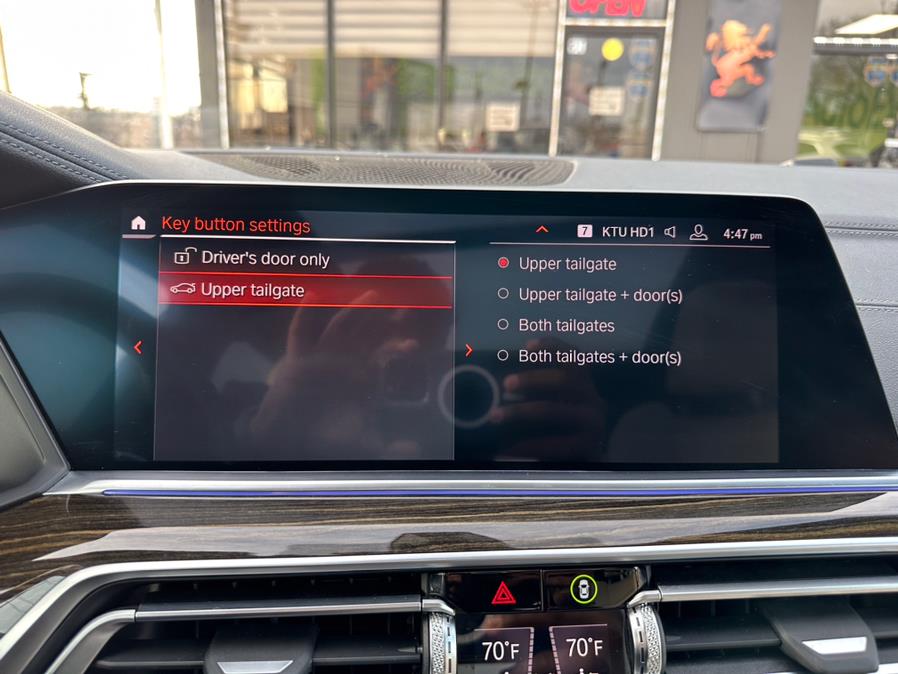 OPEN
Key button settings
7 KTU HD1 4:47 pm
Driver's door only
Upper tailgate
Upper tailgate
Upper tailgate + door(s)
Both tailgates
Both tailgates + door(s)
70°F 70°F